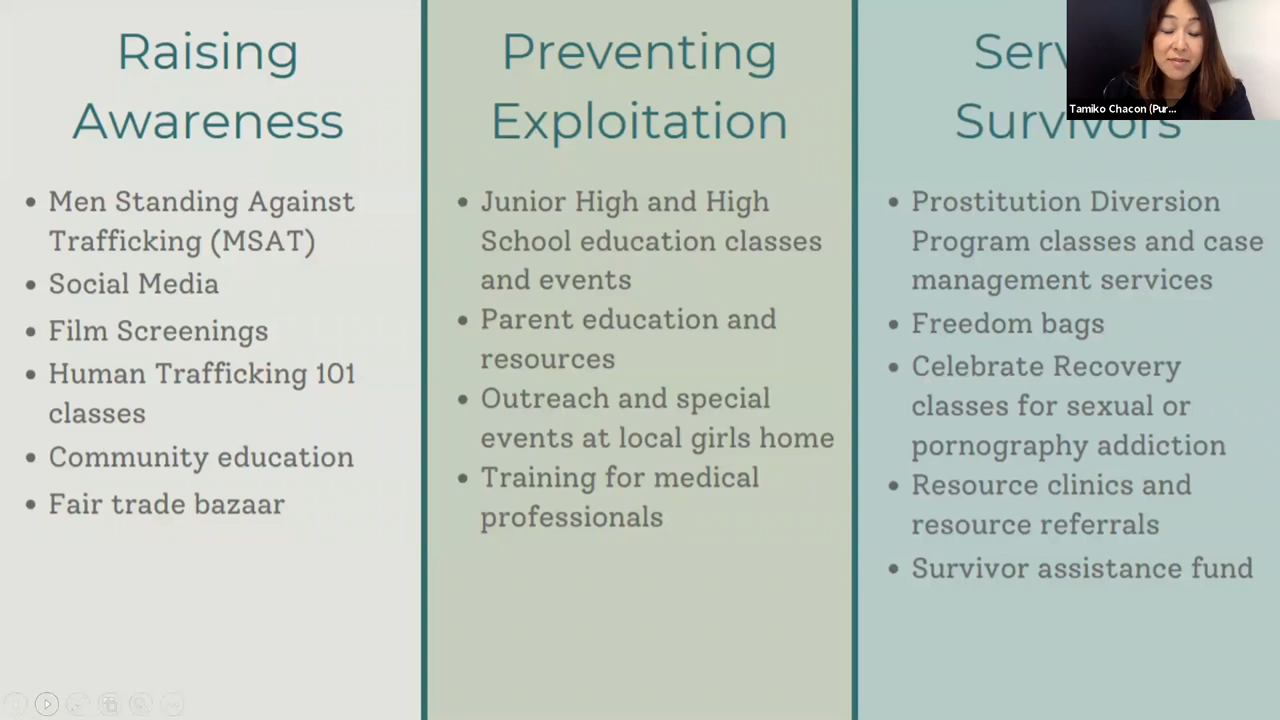 Raising
Awareness
Men Standing Against
Trafficking (MSAT)
Social Media
Film Screenings
Human Trafficking 101
classes
Community education
Fair trade bazaar
Preventing
Exploitation
Junior High and High
School education classes
and events
Parent education and
resources
Outreach and special
events at local girls home
Training for medical
professionals
Survivors
Prostitution Diversion
Program classes and case
management services
Freedom bags
Celebrate Recovery
classes for sexual or
pornography addiction
Resource clinics and
resource referrals
Survivor assistance fund
Tamiko Chacon (Pur...